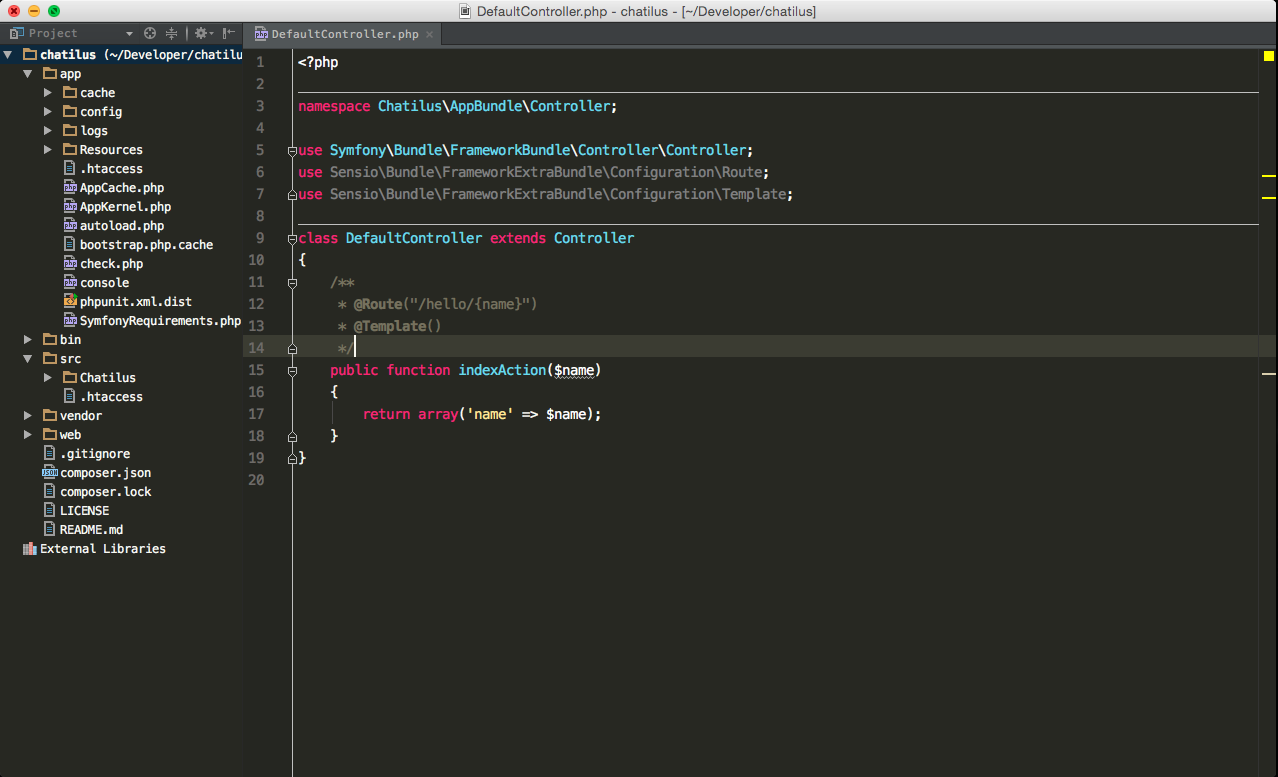 DefaultController.php - chatilus - [~/Developer/chatilus]
Project
DefaultController.php
chatilus (~/Developer/chatilu
app
cache
config
logs
Resources
.htaccess
AppCache.php
AppKernel.php
autoload.php
bootstrap.php.cache
check.php
console
phpunit.xml.dist
SymfonyRequirements.php
bin
src
Chatilus
.htaccess
vendor
web
.gitignore
composer.json
composer.lock
LICENSE
README.md
External Libraries
1 <?php
2
3 namespace Chatilus\AppBundle\Controller;
4
5 use Symfony\Bundle\FrameworkBundle\Controller\Controller;
6 use Sensio\Bundle\FrameworkExtraBundle\Configuration\Route;
7 use Sensio\Bundle\FrameworkExtraBundle\Configuration\Template;
8
9 class DefaultController extends Controller
10 {
11     /**
12      * @Route("/hello/{name}")
13      * @Template()
14      */
15     public function indexAction($name)
16     {
17         return array('name' => $name);
18     }
19 }
20